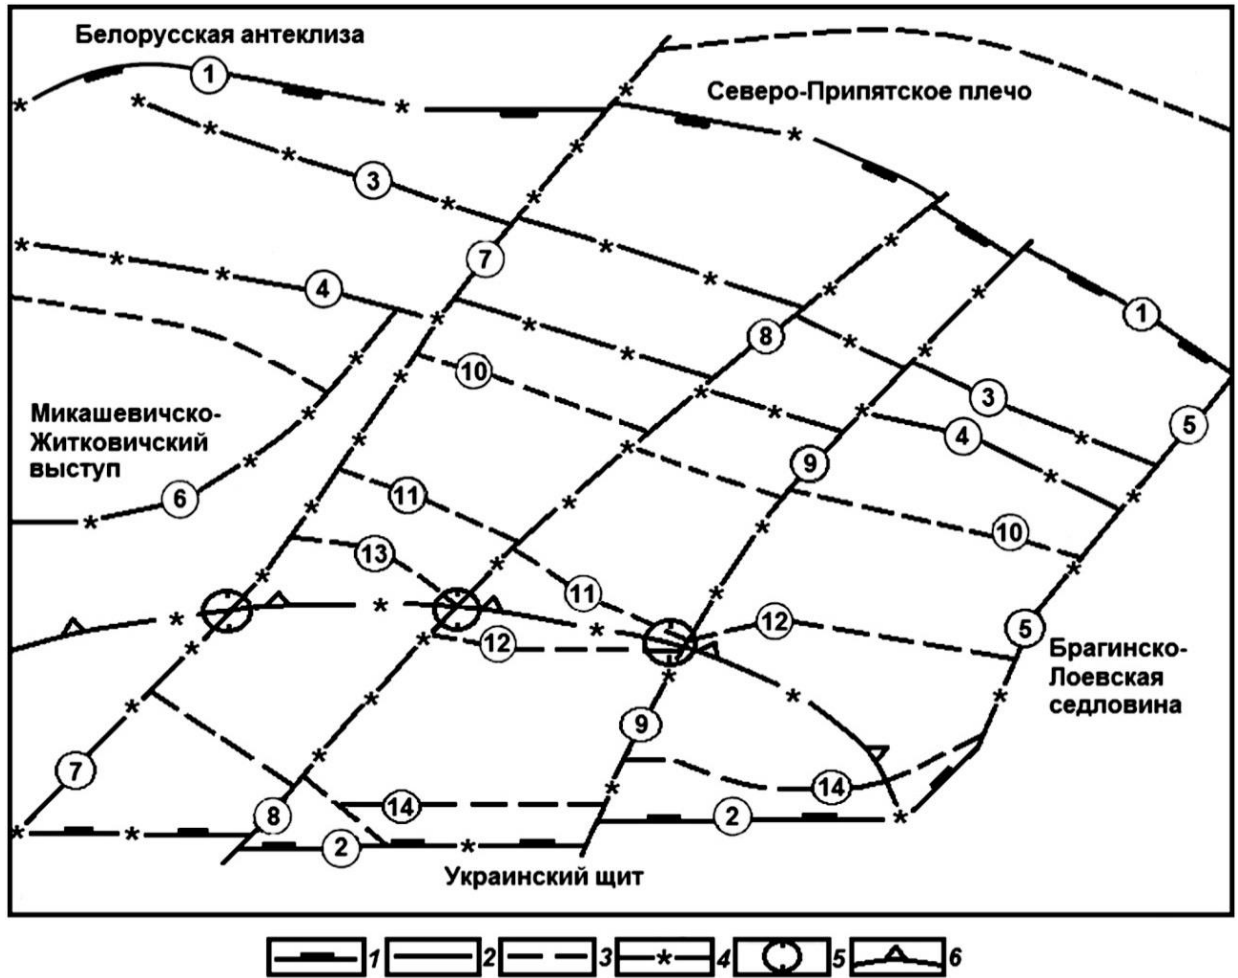 Белорусская антеклиза
1
Северо-Припятское плечо
3
7
4
1
8
10
3
Микашевичско-
Житковичский
выступ
5
4
9
6
11
10
13
11
12
5
12
Брагинско-
Лоевская
седловина
9
7
14
14
8
2
2
Украинский щит
1 2 3 4 5 6